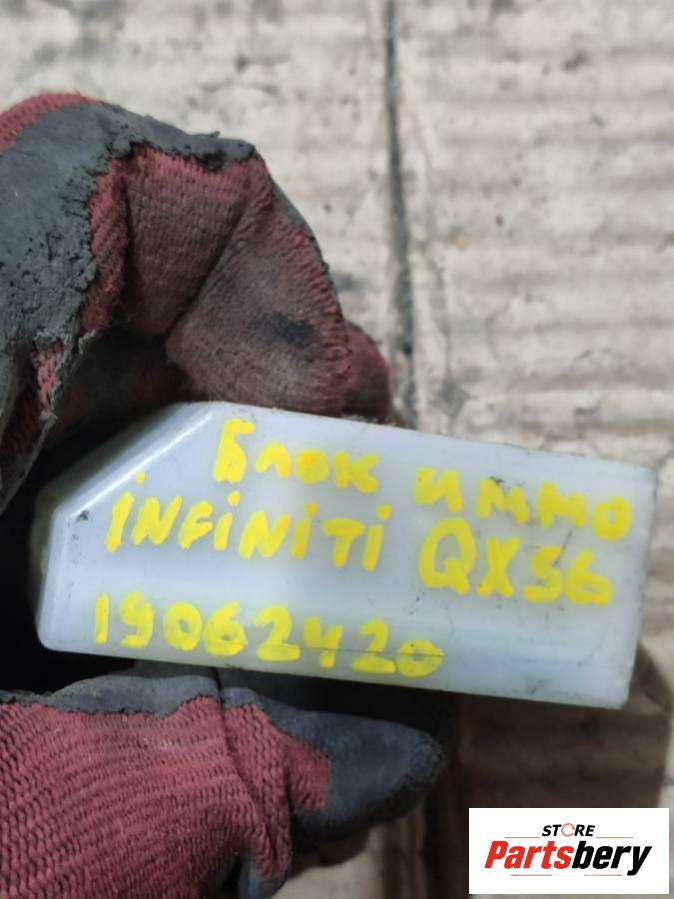 Блок иммо
iNFiNiTi QX56
19062420
STORE
Partsbery